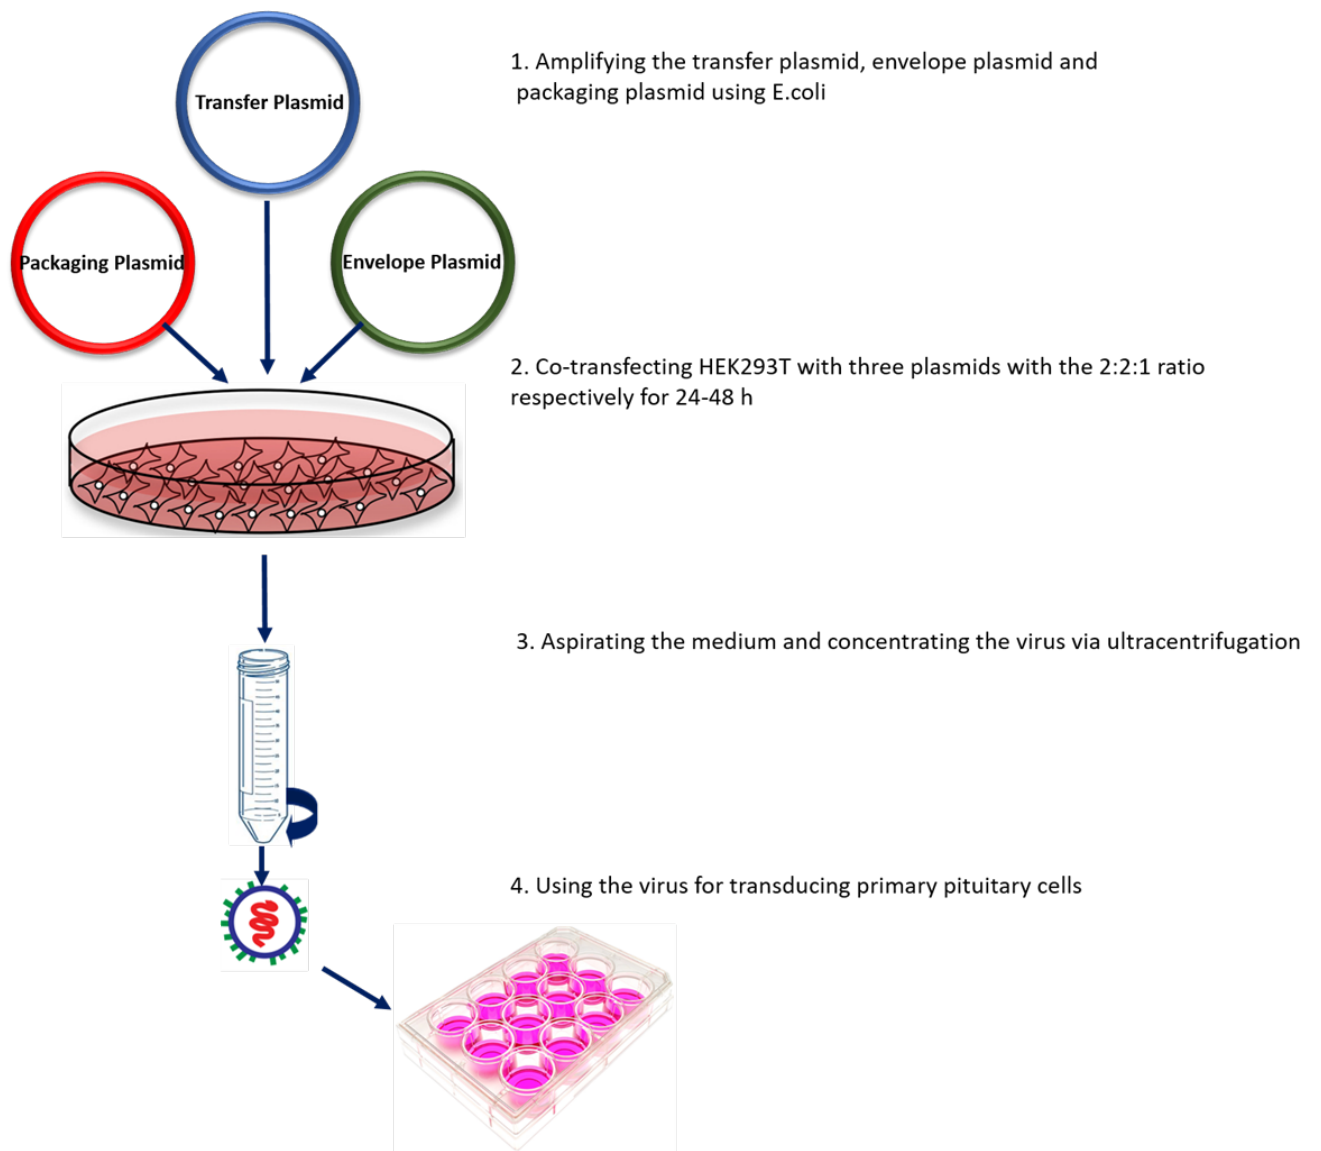 Transfer Plasmid
Packaging Plasmid
Envelope Plasmid
1. Amplifying the transfer plasmid, envelope plasmid and
packaging plasmid using E.coli
2. Co-transfecting HEK293T with three plasmids with the 2:2:1 ratio
respectively for 24-48 h
3. Aspirating the medium and concentrating the virus via ultracentrifugation
4. Using the virus for transducing primary pituitary cells